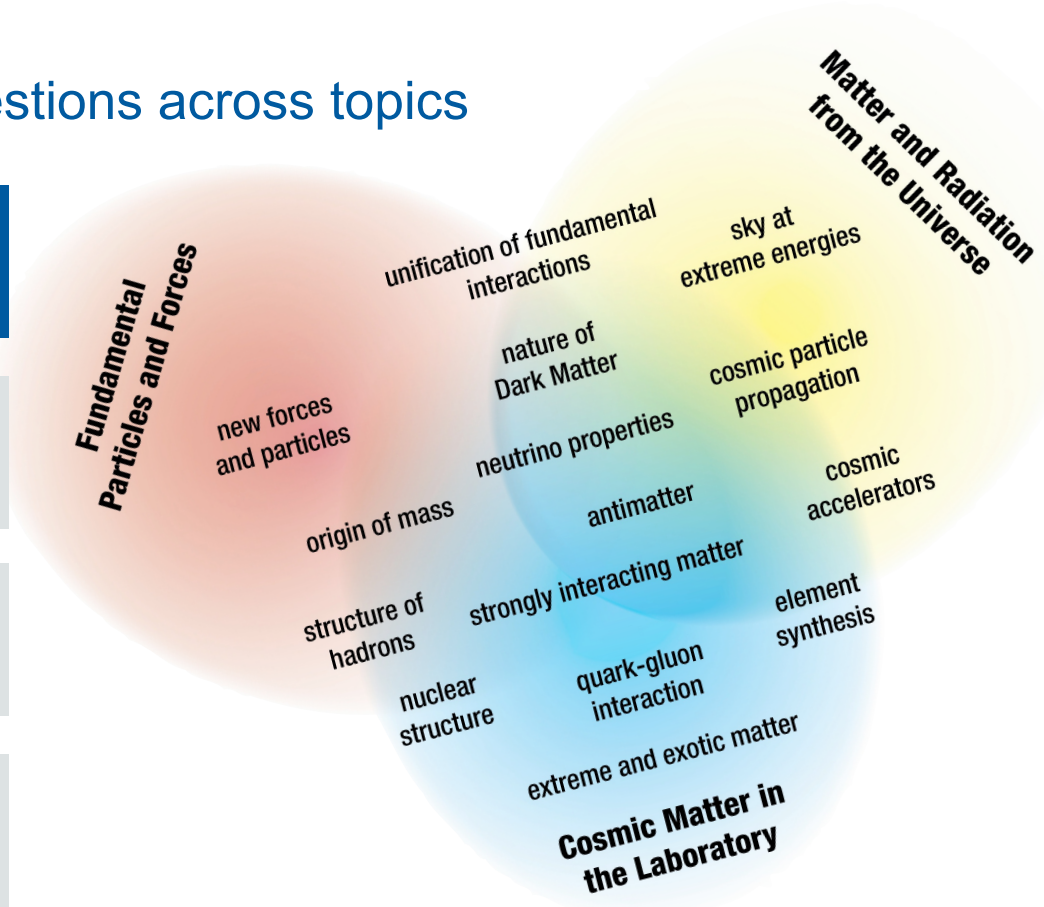 estions across topics
Matter and Radiation
from the Universe
Fundamental
Particles and Forces
unification of fundamental
interactions
sky at
extreme energies
nature of
Dark Matter
cosmic particle
propagation
new forces
and particles
neutrino properties
cosmic
accelerators
antimatter
origin of mass
strongly interacting matter
element
synthesis
structure of
hadrons
quark-gluon
interaction
nuclear
structure
extreme and exotic matter
Cosmic Matter in
the Laboratory